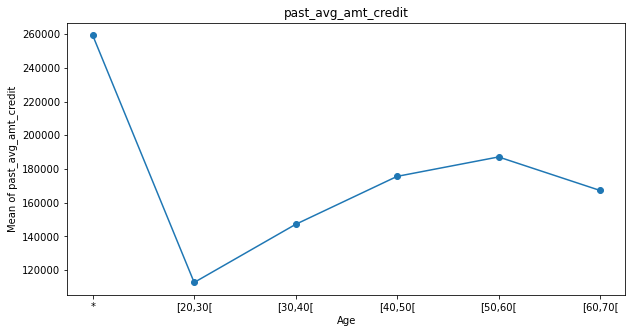 past_avg_amt_credit
Mean of past_avg_amt_credit
260000
240000
220000
200000
180000
160000
140000
120000
* [20,30[ [30,40[ [40,50[ [50,60[ [60,70[
Age